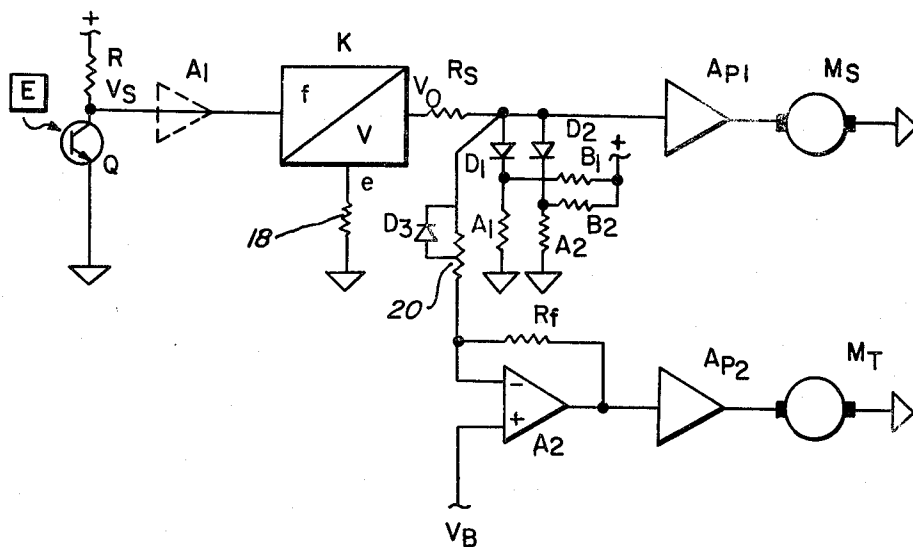 +
K
R
A1
E
VS
f
VO
RS
AP1
MS
V
D2
Q
D1
B1
+
e
18
D3
A1
A2
B2
20
Rf
AP2
MT
-
+
A2
VB